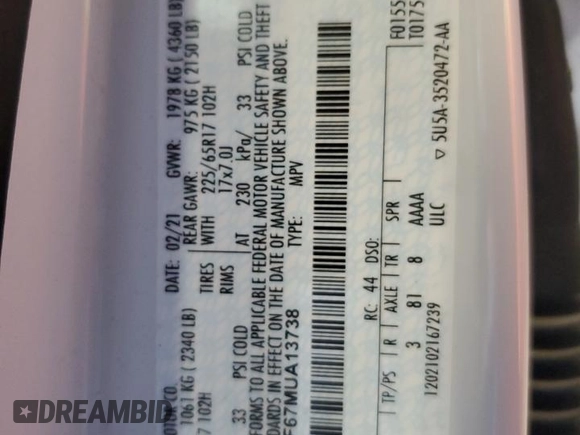 DATE: 02/21 GVWR: 1978 KG ( 4360 LB)
1061 KG ( 2340 LB) REAR GAWR: 975 KG ( 2150 LB)
7 102H TIRES WITH 225/65R17 102H
RIMS 17x7.0J
33 PSI COLD AT 230 kPa/ 33 PSI COLD
FORMS TO ALL APPLICABLE FEDERAL MOTOR VEHICLE SAFETY AND THEFT
DARDS IN EFFECT ON THE DATE OF MANUFACTURE SHOWN ABOVE.
F67MUA13738 TYPE: MPV
F0155
T0175
RC: 44 DSO:
TP/PS R AXLE TR SPR
3 81 8 AAAA
1202102167239 ULC
▽ 5U5A-3520472-AA
DREAMBID